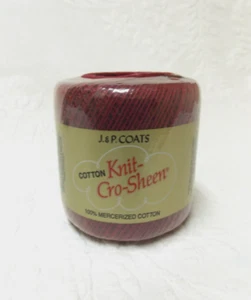 J.&P. COATS
COTTON Knit-
Cro-Sheen®
100% MERCERIZED COTTON